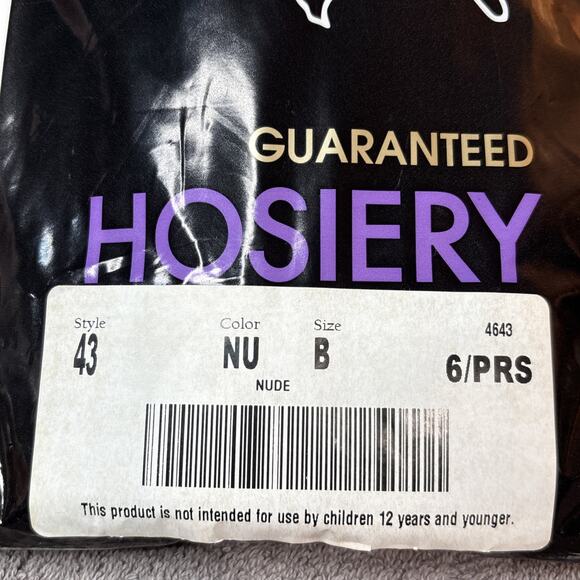 GUARANTEED
HOSIERY
Style Color Size 4643
43 NU B 6/PRS
NUDE
This product is not intended for use by children 12 years and younger.